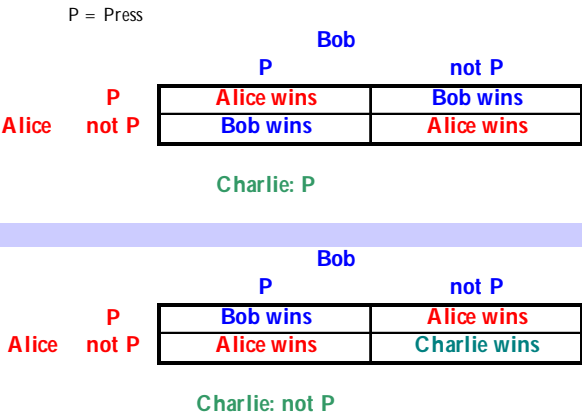 P = Press
Bob
P not P
P Alice wins Bob wins
Alice not P Bob wins Alice wins
Charlie: P
Bob
P not P
P Bob wins Alice wins
Alice not P Alice wins Charlie wins
Charlie: not P